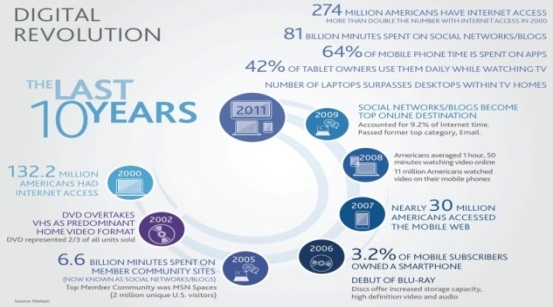 DIGITAL
REVOLUTION
274 MILLION AMERICANS HAVE INTERNET ACCESS
MORE THAN DOUBLE THE NUMBER WITH INTERNET ACCESS IN 2000
81 BILLION MINUTES SPENT ON SOCIAL NETWORKS/BLOGS
64% OF MOBILE PHONE TIME IS SPENT ON APPS
42% OF TABLET OWNERS USE THEM DAILY WHILE WATCHING TV
NUMBER OF LAPTOPS SURPASSES DESKTOPS WITHIN TV HOMES
THE LAST
10 YEARS
2011
2009
SOCIAL NETWORKS/BLOGS BECOME
TOP ONLINE DESTINATION
Accounted for 9.2% of Internet time.
Passed former top category, Email.
2008
Americans averaged 1 hour, 50
minutes watching video online
11 million Americans watched
video on their mobile phones
2007
NEARLY 30 MILLION
AMERICANS ACCESSED
THE MOBILE WEB
2006
3.2% OF MOBILE SUBSCRIBERS
OWNED A SMARTPHONE
DEBUT OF BLU-RAY
Discs offer increased storage capacity,
high definition video and audio
2005
6.6 BILLION MINUTES SPENT ON
MEMBER COMMUNITY SITES
(NOW KNOWN AS SOCIAL NETWORKS/BLOGS)
Top Member Community was MSN Spaces
(2 million unique U.S. visitors)
2002
DVD OVERTAKES
VHS AS PREDOMINANT
HOME VIDEO FORMAT
DVD represented 2/3 of all units sold
2000
132.2 MILLION
AMERICANS HAD
INTERNET ACCESS
Source: Nielsen